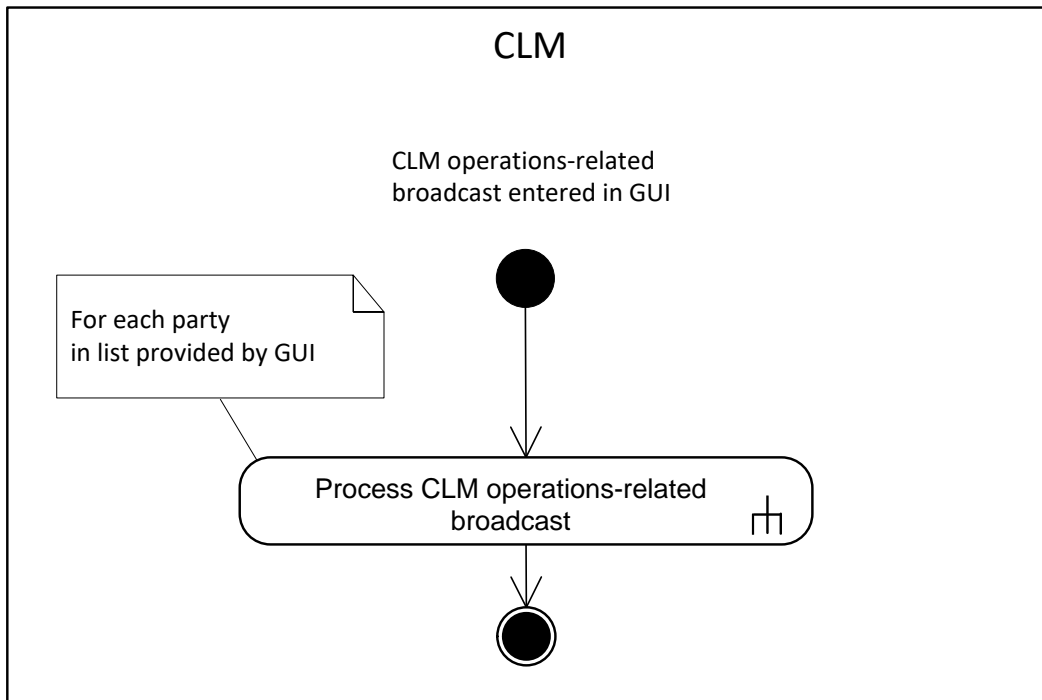 CLM
CLM operations-related
broadcast entered in GUI
For each party
in list provided by GUI
Process CLM operations-related
broadcast